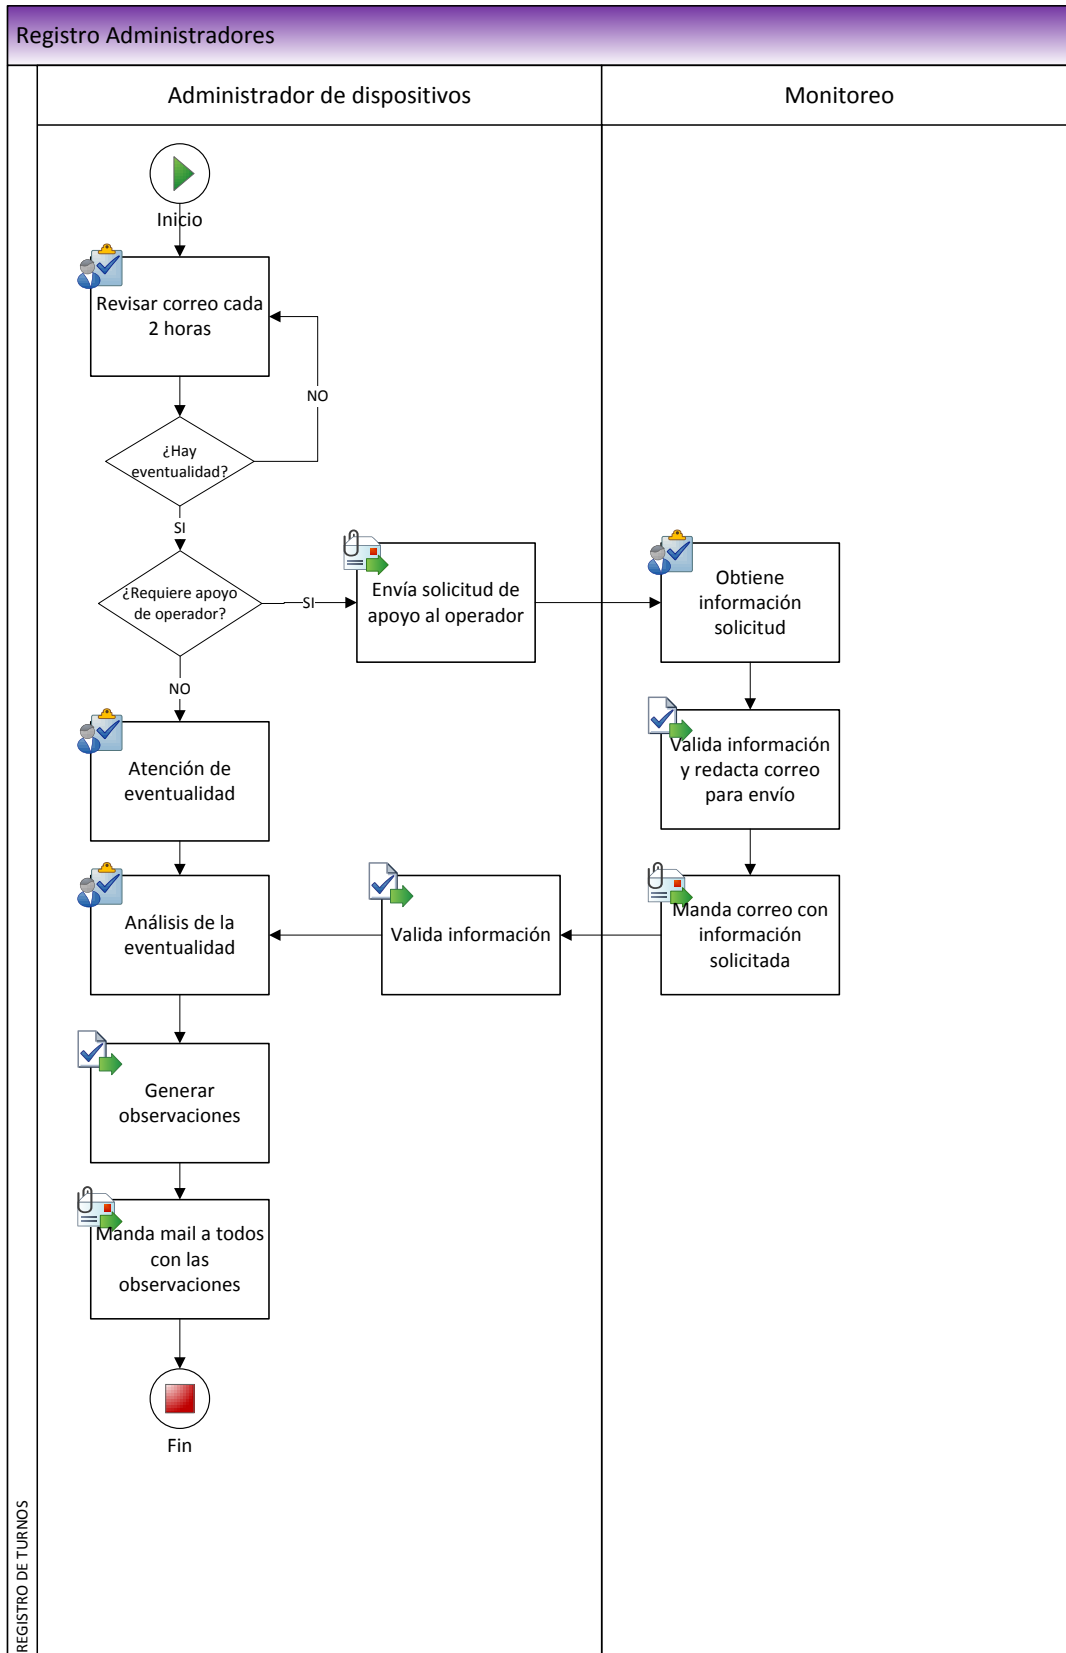 Registro Administradores
Administrador de dispositivos
Monitoreo
Inicio
Revisar correo cada
2 horas
NO
¿Hay
eventualidad?
SI
¿Requiere apoyo
de operador?
SI
Envía solicitud de
apoyo al operador
Obtiene
información
solicitud
NO
Atención de
eventualidad
Valida información
y redacta correo
para envío
Análisis de la
eventualidad
Valida información
Manda correo con
información
solicitada
Generar
observaciones
Manda mail a todos
con las
observaciones
Fin
REGISTRO DE TURNOS